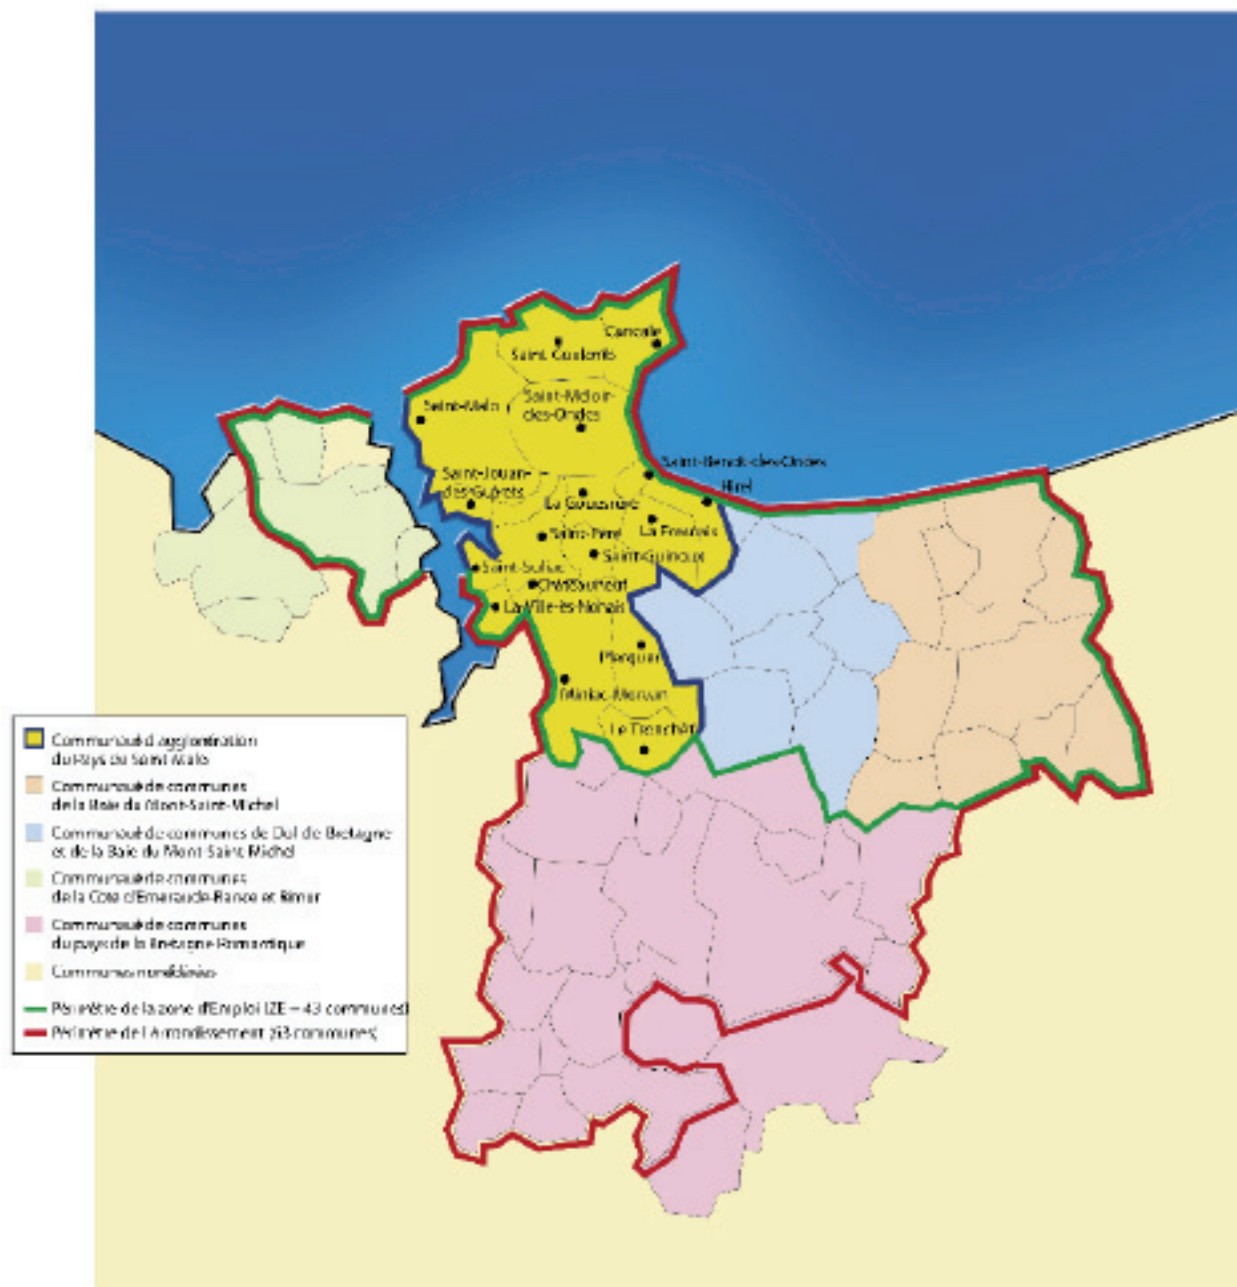 Cancale
Saint-Coulomb
Saint-Malo
Saint-Méloir-
des-Ondes
Saint-Benoît-des-Ondes
Hirel
Saint-Jouan-
des-Guérets
La Gouesnière
La Fresnais
Saint-Père
Saint-Guinoux
Saint-Suliac
Châteauneuf
La Ville-ès-Nonais
Plerguer
Miniac-Morvan
Le Tronchet
Communauté d'agglomération
du Pays de Saint Malo
Communauté de communes
de la Baie du Mont-Saint-Michel
Communauté de communes de Dol de Bretagne
et de la Baie du Mont Saint Michel
Communauté de communes
de la Côte d'Emeraude-Rance et
Communauté de communes
du pays de la Bretagne Romantique
Communes
Périmètre de la zone d'Emploi (ZE = 43 communes)
Périmètre de l'Arrondissement (63 communes)